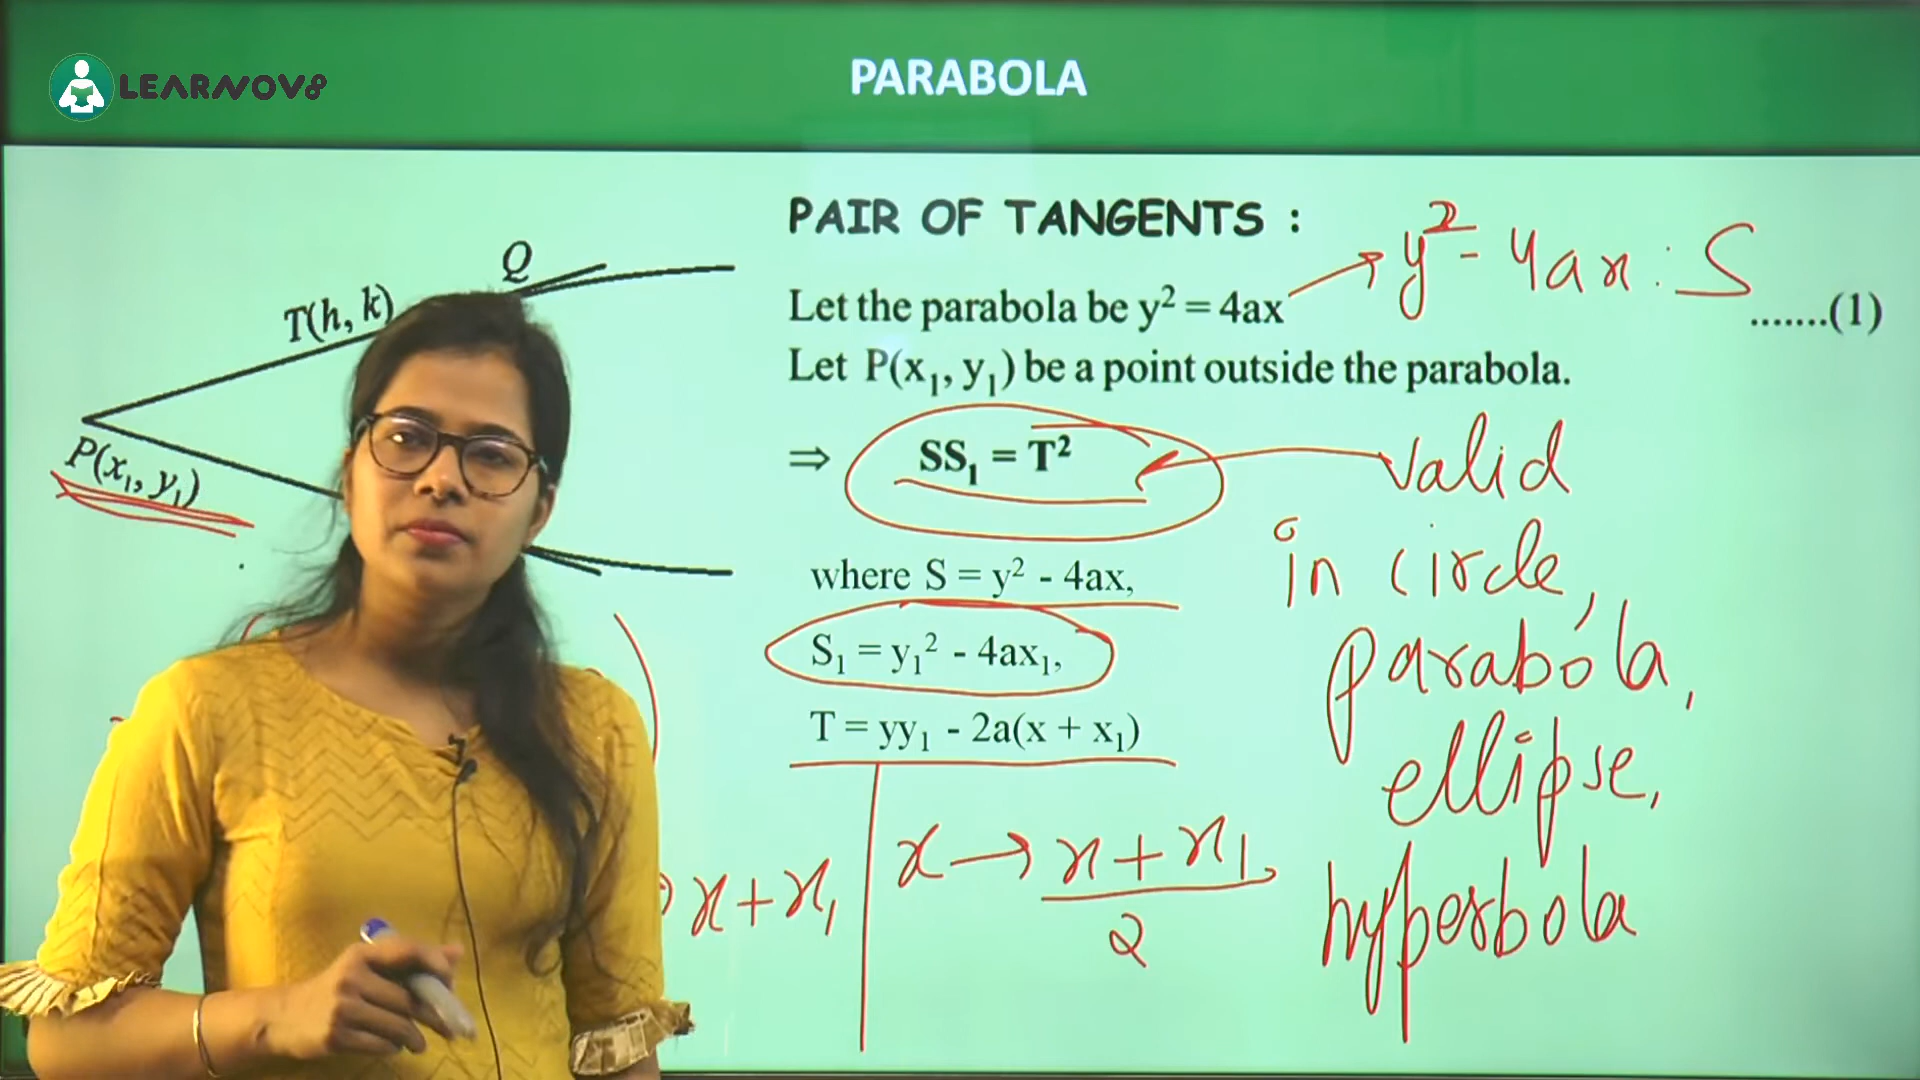 LEARNOV8
PARABOLA
PAIR OF TANGENTS :
y² - 4ax : S
Let the parabola be y² = 4ax .......(1)
Let P(x₁, y₁) be a point outside the parabola.
⇒ SS₁ = T²
valid
in circle,
parabola,
ellipse,
hyperbola
where S = y² - 4ax,
S₁ = y₁² - 4ax₁,
T = yy₁ - 2a(x + x₁)
x + x₁
x → x + x₁
2
Q
T(h, k)
P(x₁, y₁)